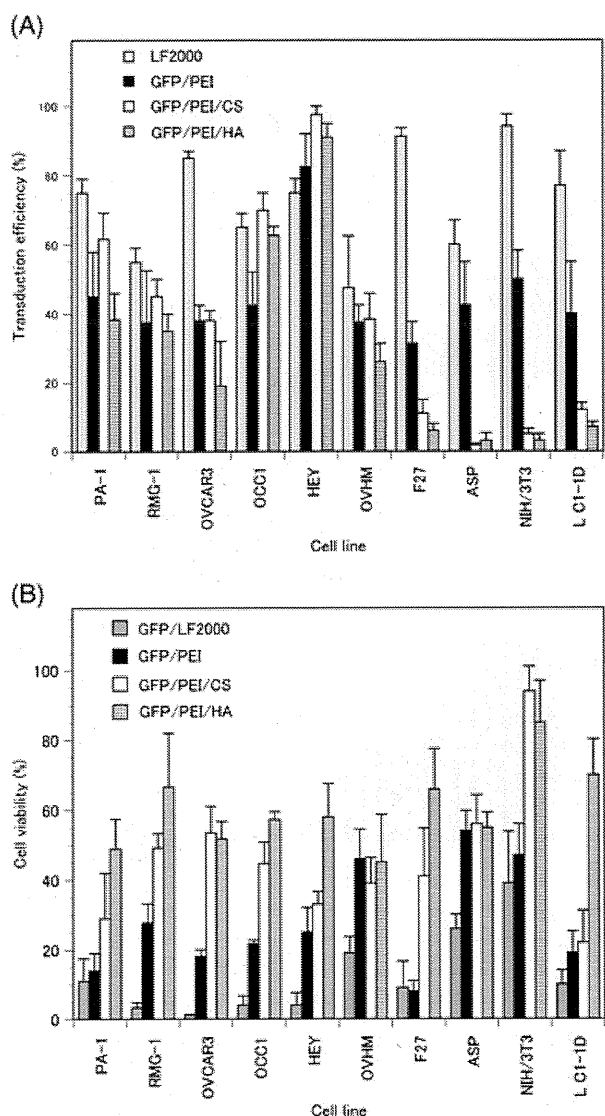 (A)
LF2000
GFP/PEI
GFP/PEI/CS
GFP/PEI/HA
Transduction efficiency (%)
100
80
60
40
20
0
PA-1
RMG-1
OVCAR3
OCC1
HEY
OVHM
F27
ASP
NIH/3T3
L C1-1D
Cell line
(B)
GFP/LF2000
GFP/PEI
GFP/PEI/CS
GFP/PEI/HA
Cell viability (%)
100
80
60
40
20
0
PA-1
RMG-1
OVCAR3
OCC1
HEY
OVHM
F27
ASP
NIH/3T3
L C1-1D
Cell line